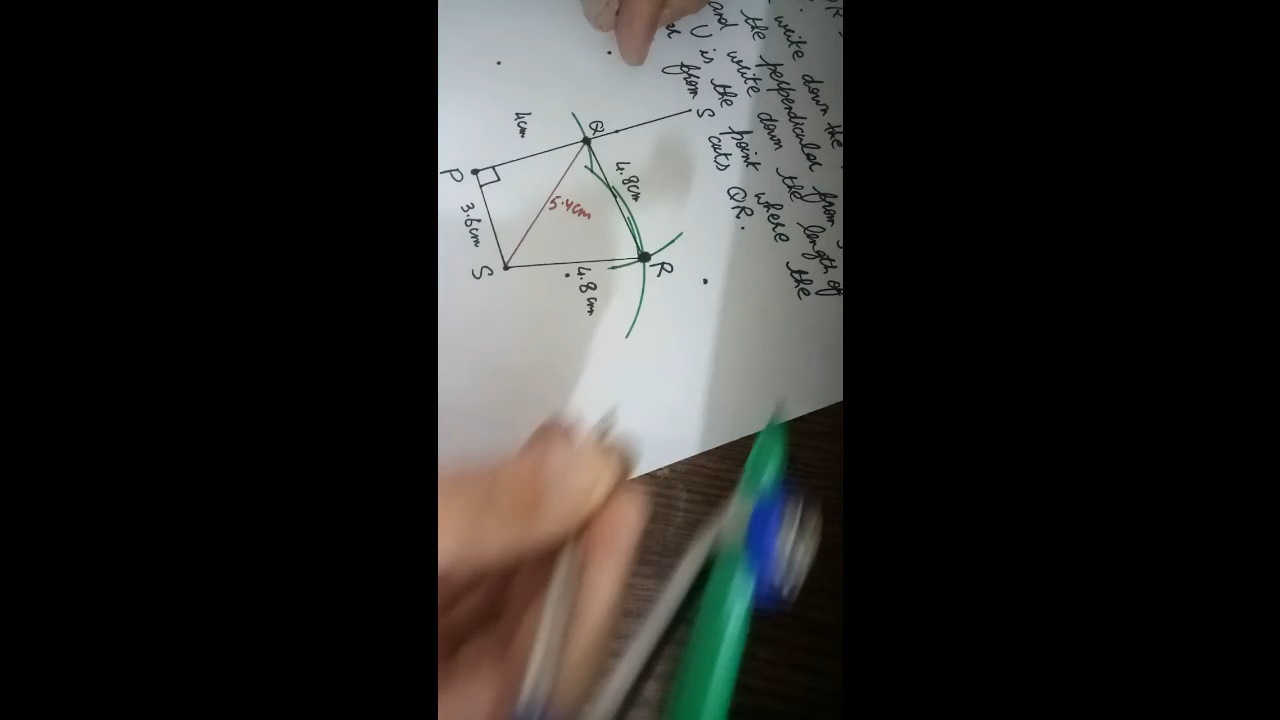 write down the
the perpendicular from S
and write down the length of
U is the point where the
from S cuts QR.
Q
4cm
4.8cm
P
5.4cm
R
3.6cm
S
4.8cm